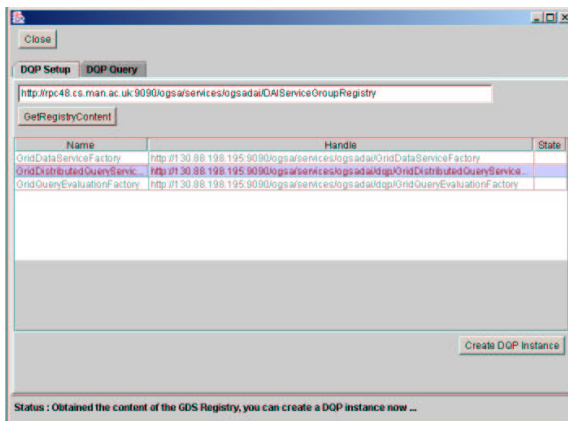 Close
DQP Setup DQP Query
http://rpc48.cs.man.ac.uk:9090/ogsa/services/ogsadai/DAIServiceGroupRegistry
GetRegistryContent
Name Handle State
GridDataServiceFactory http://130.88.198.195:9090/ogsa/services/ogsadai/GridDataServiceFactory
GridDistributedQueryServic... http://130.88.198.195:9090/ogsa/services/ogsadai/dqp/GridDistributedQueryService...
GridQueryEvaluationFactory http://130.88.198.195:9090/ogsa/services/ogsadai/dqp/GridQueryEvaluationFactory
Create DQP Instance
Status : Obtained the content of the GDS Registry, you can create a DQP instance now ...